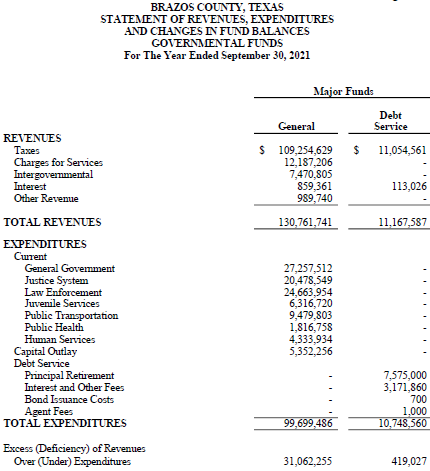 BRAZOS COUNTY, TEXAS
STATEMENT OF REVENUES, EXPENDITURES
AND CHANGES IN FUND BALANCES
GOVERNMENTAL FUNDS
For The Year Ended September 30, 2021
Major Funds
Debt
General Service
REVENUES
Taxes $ 109,254,629 $ 11,054,561
Charges for Services 12,187,206 -
Intergovernmental 7,470,805 -
Interest 859,361 113,026
Other Revenue 989,740 -
TOTAL REVENUES 130,761,741 11,167,587
EXPENDITURES
Current
General Government 27,257,512 -
Justice System 20,478,549 -
Law Enforcement 24,663,954 -
Juvenile Services 6,316,720 -
Public Transportation 9,479,803 -
Public Health 1,816,758 -
Human Services 4,333,934 -
Capital Outlay 5,352,256 -
Debt Service
Principal Retirement - 7,575,000
Interest and Other Fees - 3,171,860
Bond Issuance Costs - 700
Agent Fees - 1,000
TOTAL EXPENDITURES 99,699,486 10,748,560
Excess (Deficiency) of Revenues
Over (Under) Expenditures 31,062,255 419,027